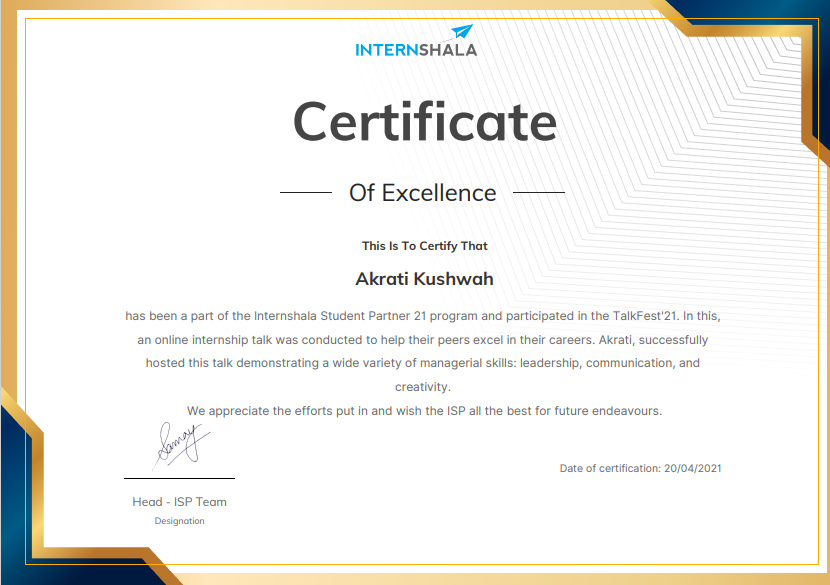 INTERNSHALA
Certificate
Of Excellence
This Is To Certify That
Akrati Kushwah
has been a part of the Internshala Student Partner 21 program and participated in the TalkFest'21. In this,
an online internship talk was conducted to help their peers excel in their careers. Akrati, successfully
hosted this talk demonstrating a wide variety of managerial skills: leadership, communication, and
creativity.
We appreciate the efforts put in and wish the ISP all the best for future endeavours.
Samay
Date of certification: 20/04/2021
Head - ISP Team
Designation